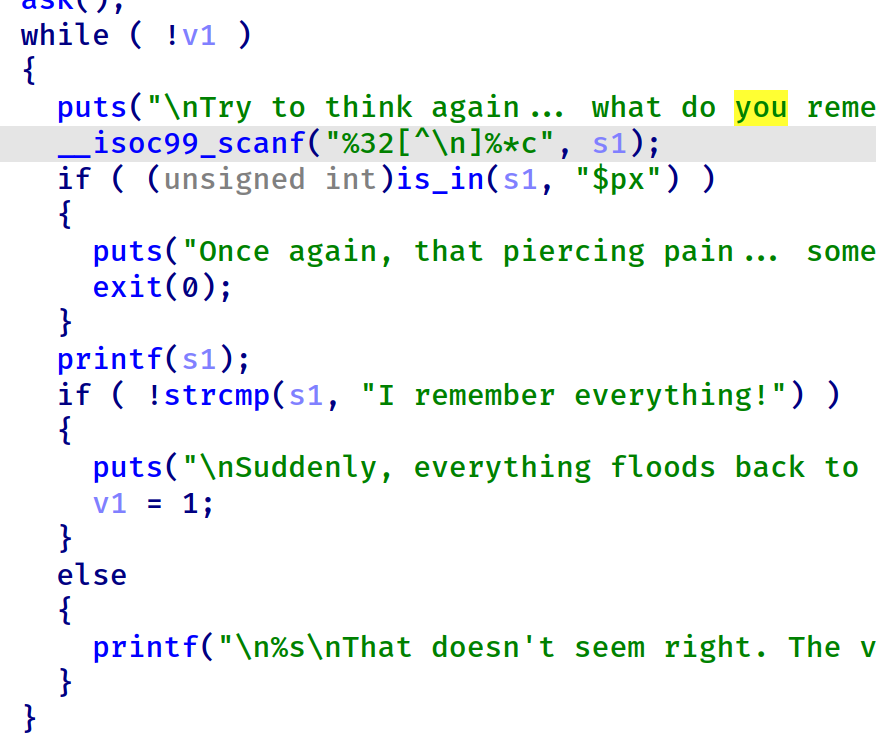 ask();
while ( !v1 )
{
  puts("\nTry to think again... what do you reme
  __isoc99_scanf("%32[^\n]%*c", s1);
  if ( (unsigned int)is_in(s1, "$px") )
  {
    puts("Once again, that piercing pain... some
    exit(0);
  }
  printf(s1);
  if ( !strcmp(s1, "I remember everything!") )
  {
    puts("\nSuddenly, everything floods back to
    v1 = 1;
  }
  else
  {
    printf("\n%s\nThat doesn't seem right. The v
  }
}